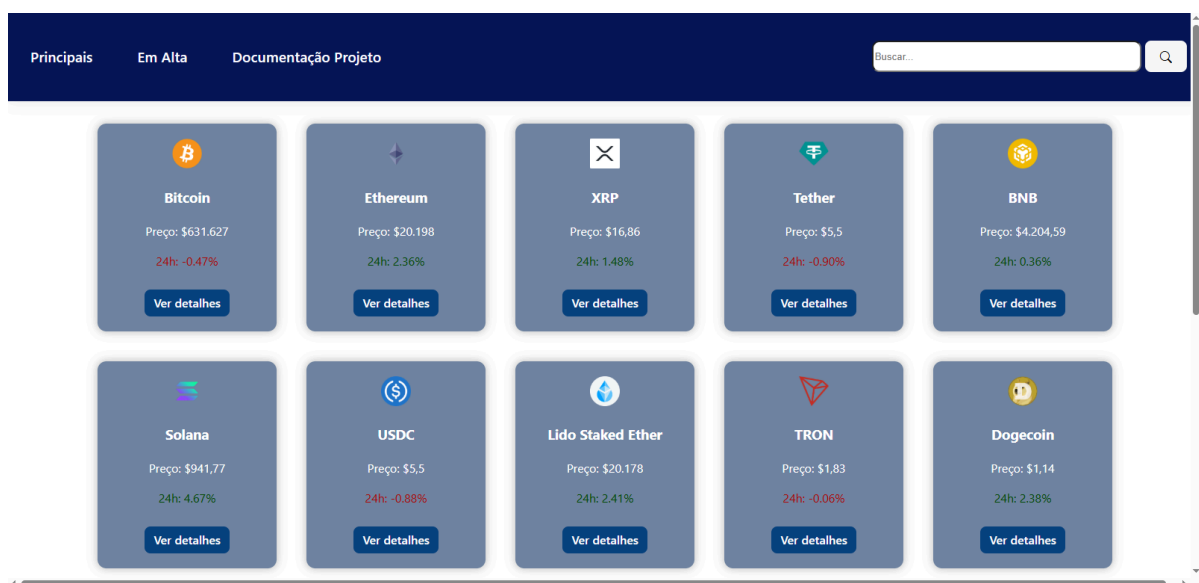 Principais Em Alta Documentação Projeto Buscar...
Bitcoin
Preço: $631.627
24h: -0.47%
Ver detalhes
Ethereum
Preço: $20.198
24h: 2.36%
Ver detalhes
XRP
Preço: $16,86
24h: 1.48%
Ver detalhes
Tether
Preço: $5,5
24h: -0.90%
Ver detalhes
BNB
Preço: $4.204,59
24h: 0.36%
Ver detalhes
Solana
Preço: $941,77
24h: 4.67%
Ver detalhes
USDC
Preço: $5,5
24h: -0.88%
Ver detalhes
Lido Staked Ether
Preço: $20.178
24h: 2.41%
Ver detalhes
TRON
Preço: $1,83
24h: -0.06%
Ver detalhes
Dogecoin
Preço: $1,14
24h: 2.38%
Ver detalhes